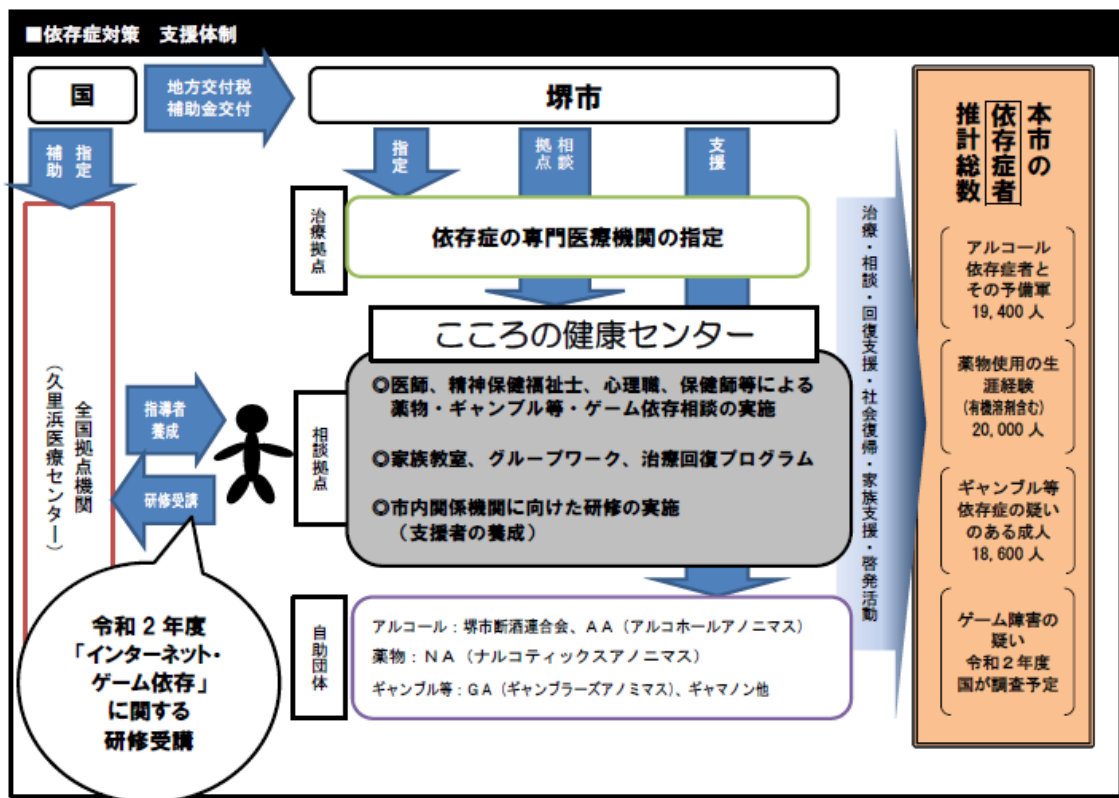 ■依存症対策　支援体制
国
地方交付税
補助金交付
堺市
指定
補助
指定
相談
拠点
支援
治療拠点
依存症の専門医療機関の指定
こころの健康センター
相談拠点
◎医師、精神保健福祉士、心理職、保健師等による
薬物・ギャンブル等・ゲーム依存相談の実施
◎家族教室、グループワーク、治療回復プログラム
◎市内関係機関に向けた研修の実施
（支援者の養成）
全国拠点機関
（久里浜医療センター）
指導者
養成
研修受講
令和２年度
「インターネット・
ゲーム依存」
に関する
研修受講
自助団体
アルコール：堺市断酒連合会、ＡＡ（アルコホールアノニマス）
薬物：ＮＡ（ナルコティックスアノニマス）
ギャンブル等：ＧＡ（ギャンブラーズアノミマス）、ギャマノン他
治療・相談・回復支援・社会復帰・家族支援・啓発活動
本市の
依存症者
推計総数
アルコール
依存症者と
その予備軍
19,400 人
薬物使用の生
涯経験
(有機溶剤含む)
20,000 人
ギャンブル等
依存症の疑い
のある成人
18,600 人
ゲーム障害の
疑い
令和２年度
国が調査予定